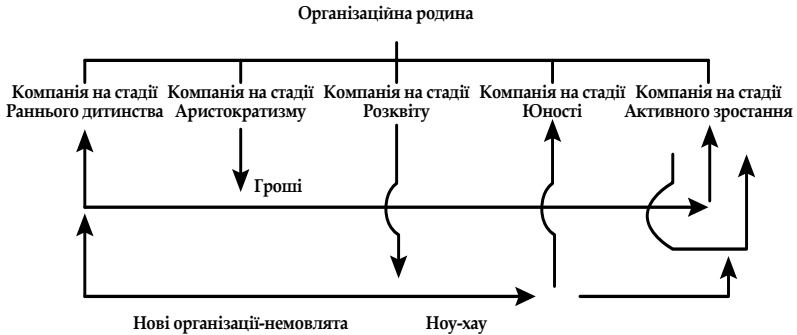 Організаційна родина
Компанія на стадії
Раннього дитинства
Компанія на стадії
Аристократизму
Компанія на стадії
Розквіту
Компанія на стадії
Юності
Компанія на стадії
Активного зростання
Гроші
Нові організації-немовлята
Ноу-хау